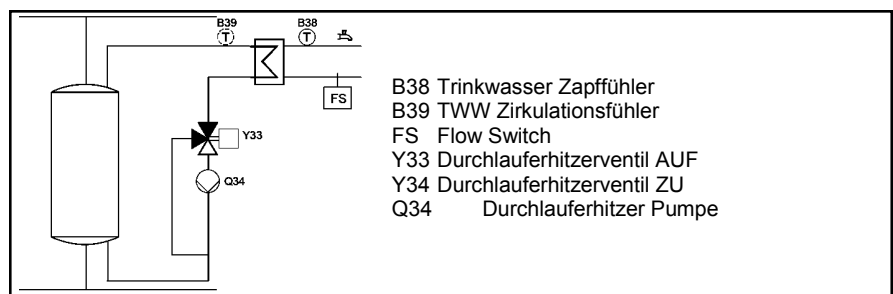 B39
B38
T
T
FS
Y33
Q34
B38 Trinkwasser Zapffühler
B39 TWW Zirkulationsfühler
FS Flow Switch
Y33 Durchlauferhitzerventil AUF
Y34 Durchlauferhitzerventil ZU
Q34 Durchlauferhitzer Pumpe